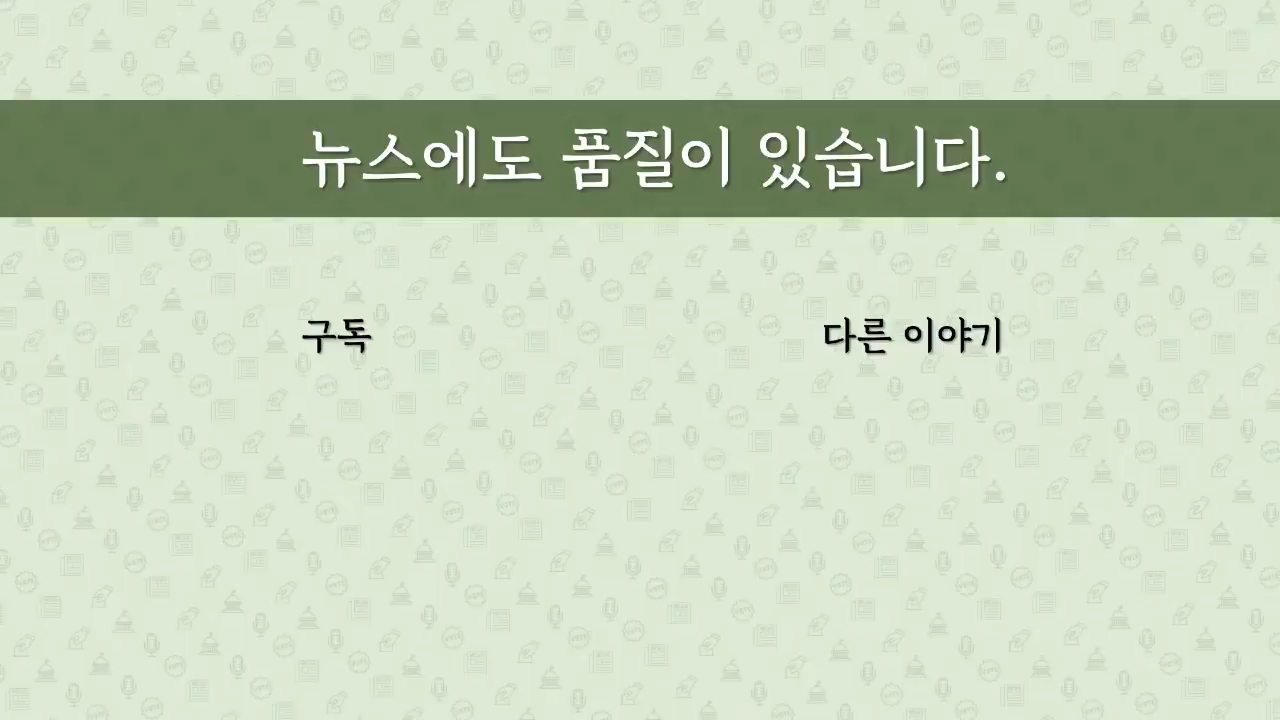 뉴스에도 품질이 있습니다.
구독
다른 이야기